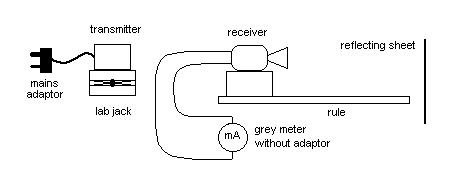 transmitter
receiver
reflecting sheet
mains
adaptor
lab jack
rule
mA
grey meter
without adaptor